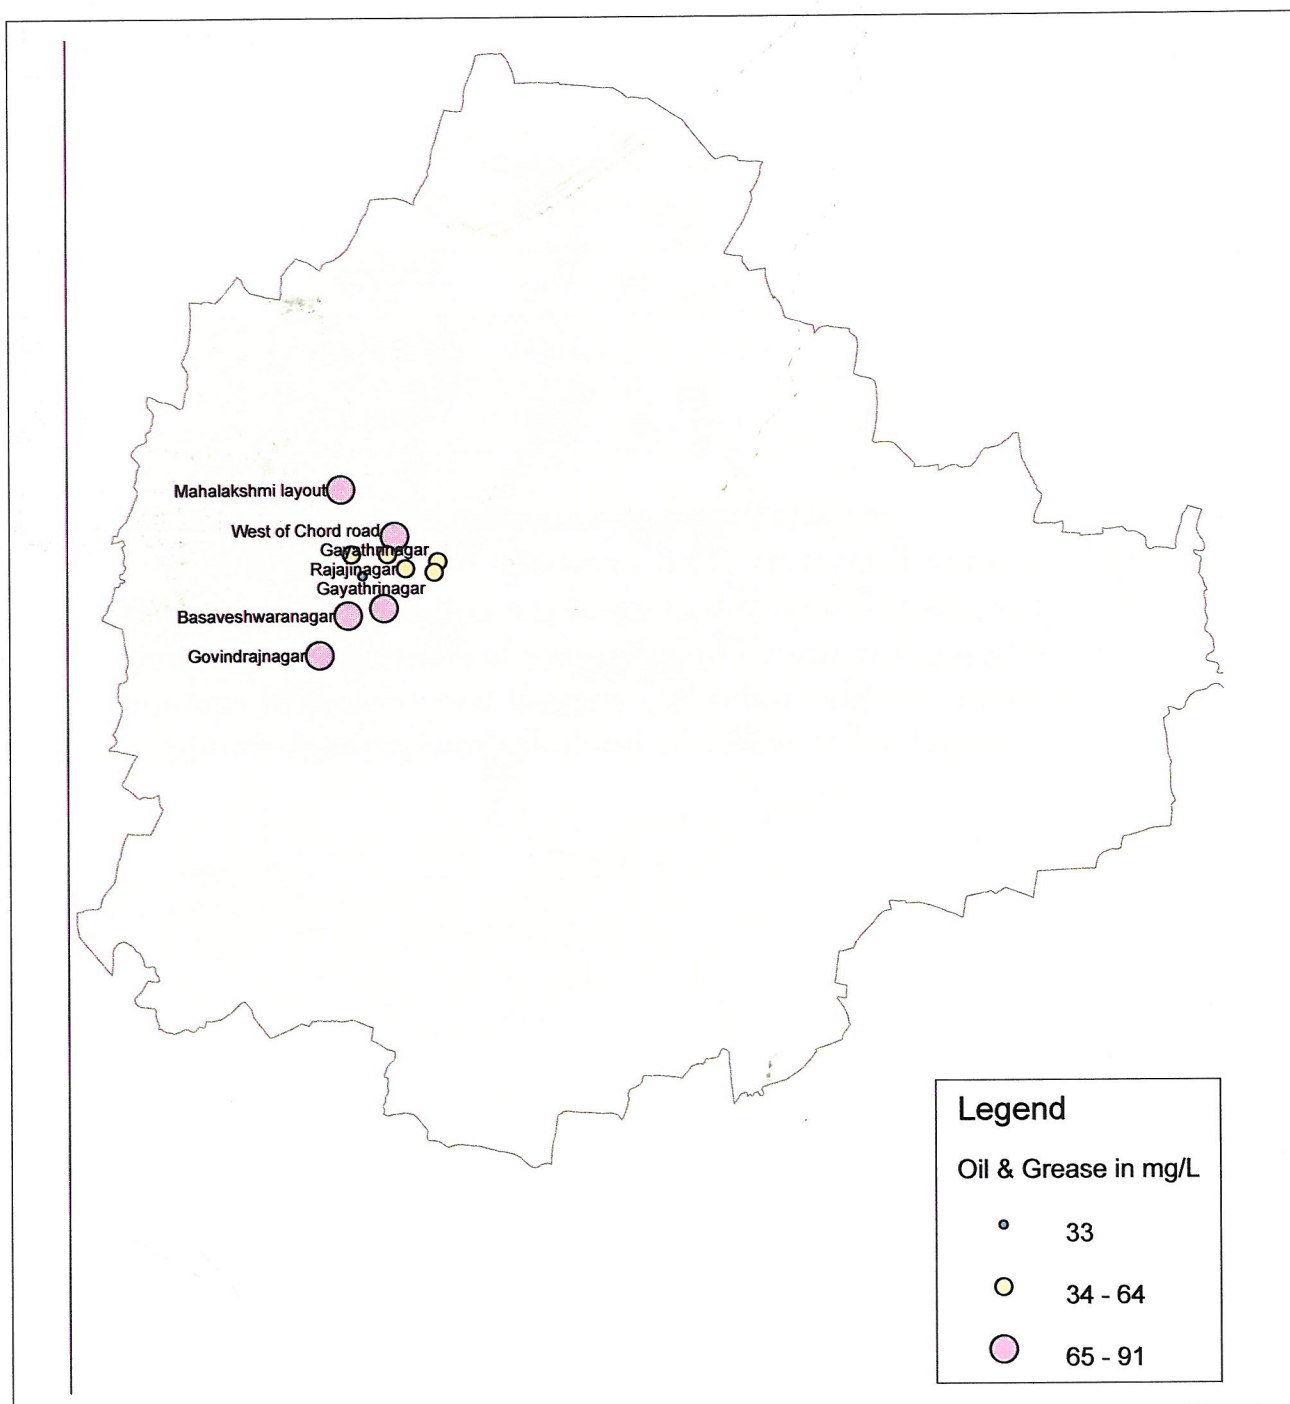 Mahalakshmi layout
West of Chord road
Gayathrinagar
Rajajinagar
Gayathrinagar
Basaveshwaranagar
Govindrajnagar
Legend
Oil & Grease in mg/L
33
34 - 64
65 - 91